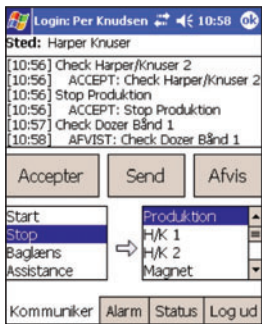 Login: Per Knudsen 10:58 ok
Sted: Harper Knuser
[10:56] Check Harper/Knuser 2
[10:56] ACCEPT: Check Harper/Knuser 2
[10:56] Stop Produktion
[10:56] ACCEPT: Stop Produktion
[10:57] Check Dozer Bånd 1
[10:58] AFVIST: Check Dozer Bånd 1
Accepter Send Afvis
Start Produktion
Stop H/K 1
Baglæns H/K 2
Assistance Magnet
Kommuniker Alarm Status Log ud